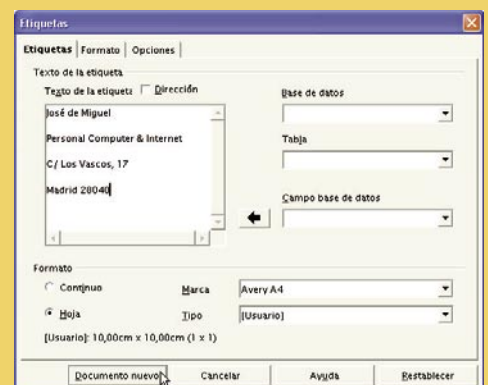 Etiquetas
Etiquetas Formato Opciones
Texto de la etiqueta
Texto de la etiqueta Dirección
José de Miguel
Personal Computer & Internet
C/ Los Vascos, 17
Madrid 28040
Base de datos
Tabla
Campo base de datos
Formato
Continuo
Hoja
Marca Avery A4
Tipo [Usuario]
[Usuario]: 10,00cm x 10,00cm (1 x 1)
Documento nuevo Cancelar Ayuda Restablecer